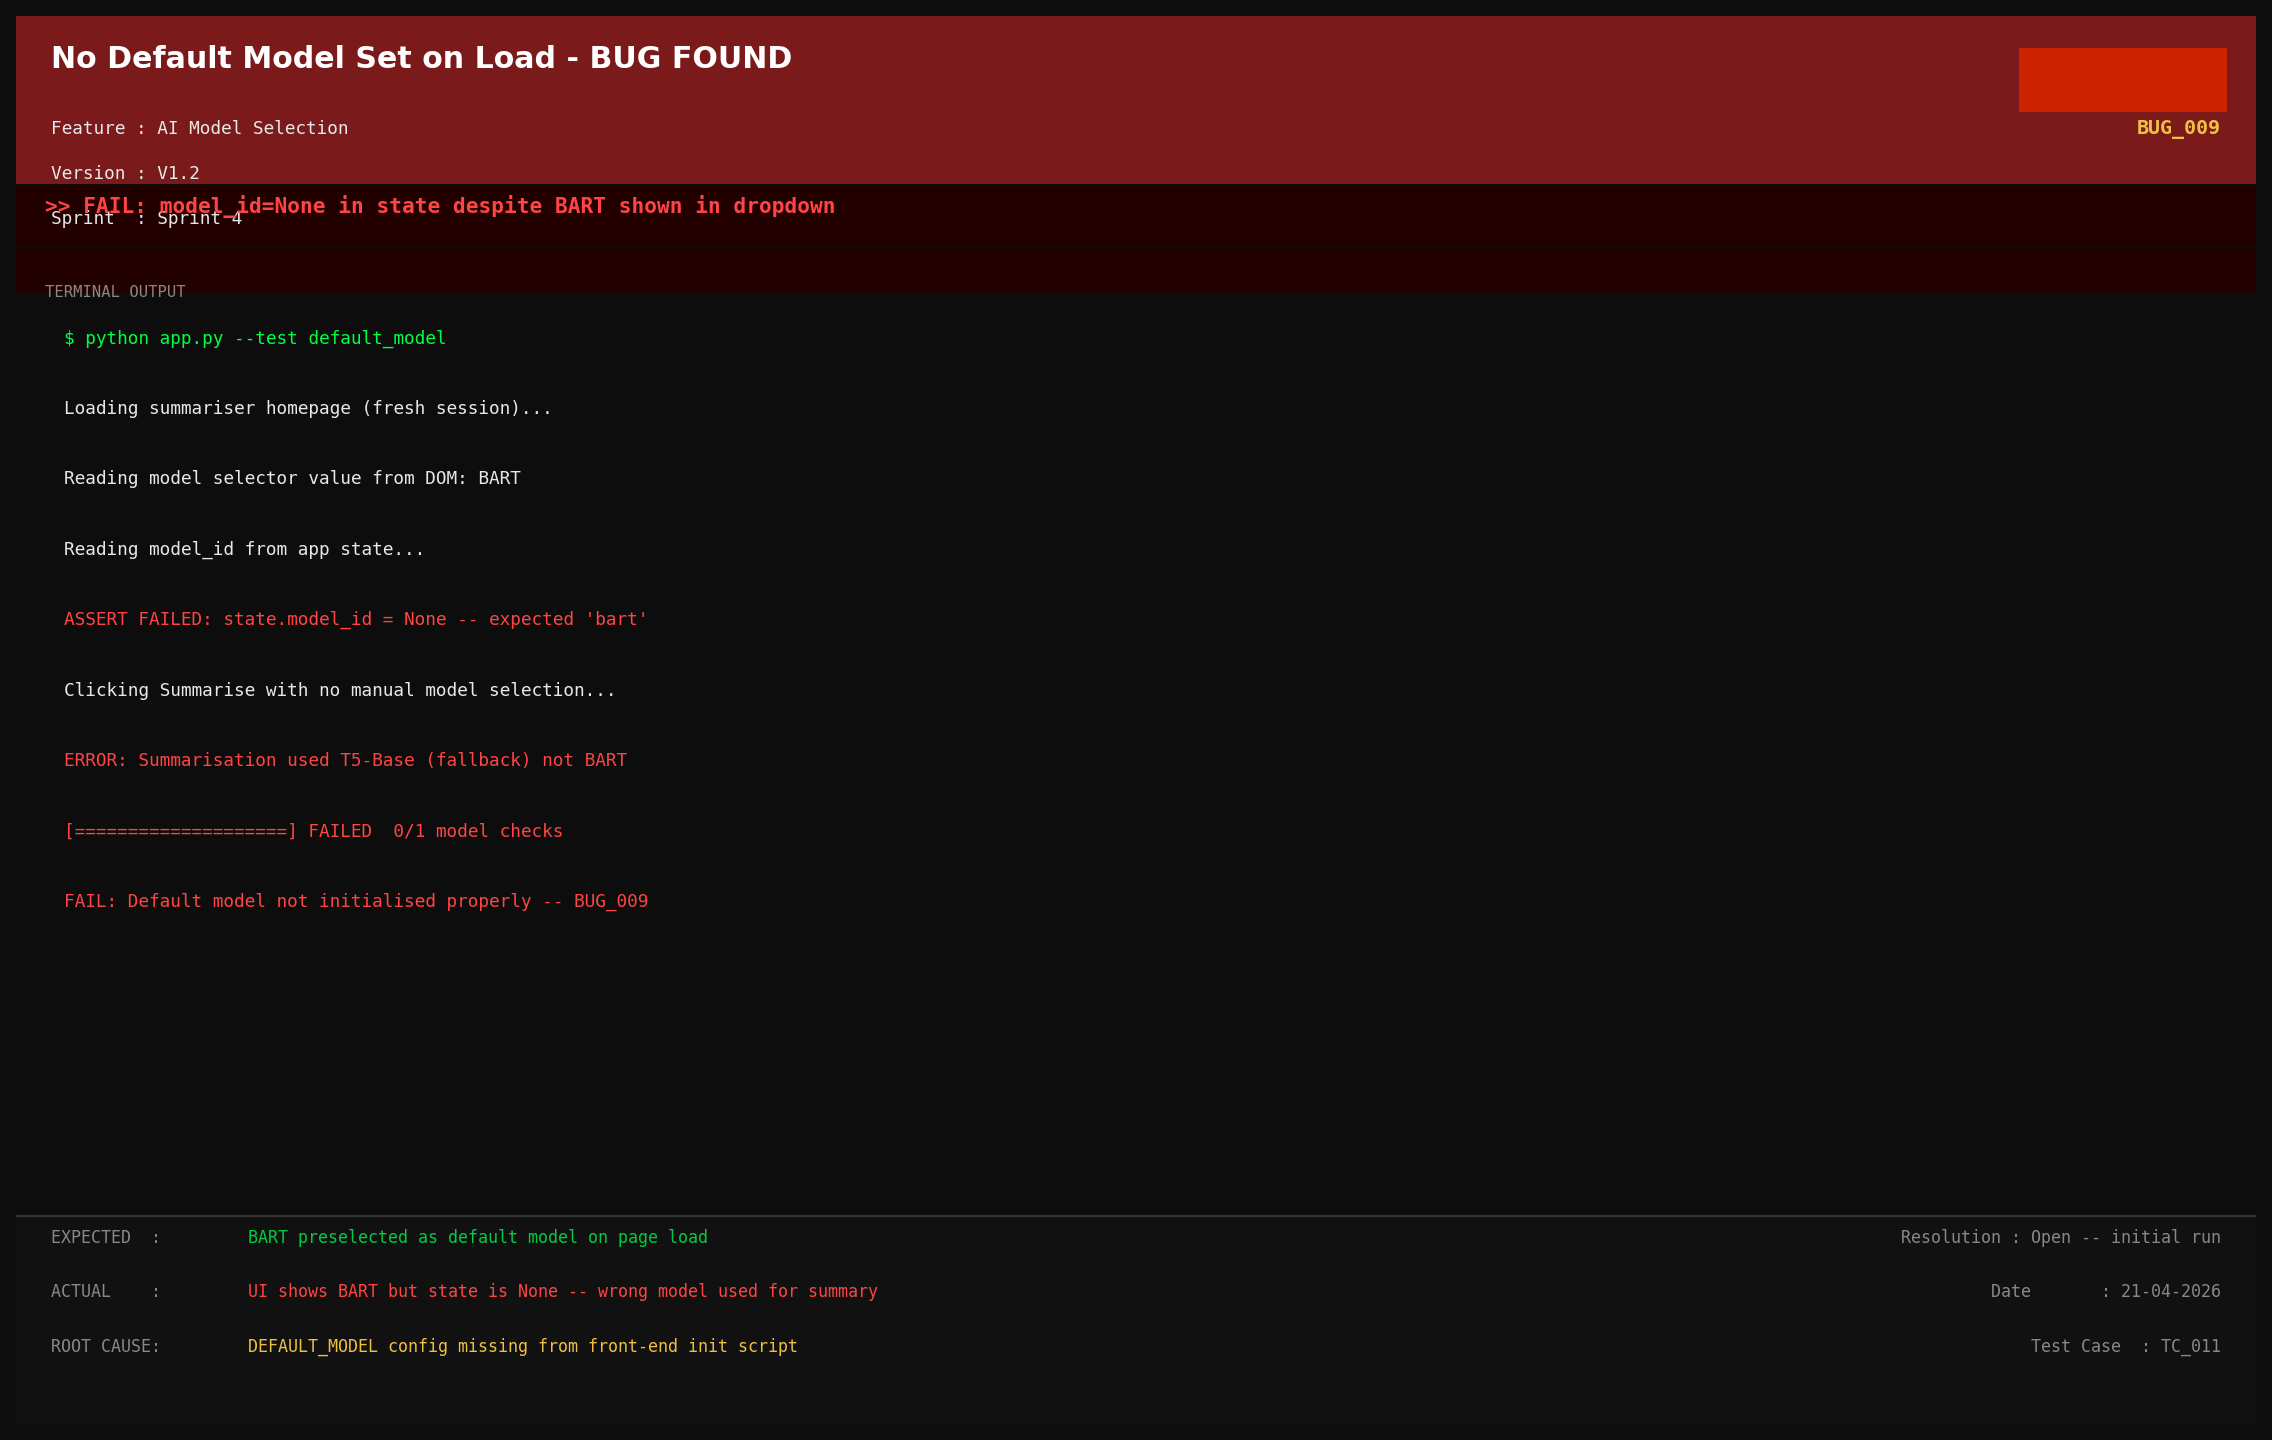 No Default Model Set on Load - BUG FOUND
Feature : AI Model Selection
BUG_009
Version : V1.2
>> FAIL: model_id=None in state despite BART shown in dropdown
Sprint  : Sprint 4
TERMINAL OUTPUT
$ python app.py --test default_model
Loading summariser homepage (fresh session)...
Reading model selector value from DOM: BART
Reading model_id from app state...
ASSERT FAILED: state.model_id = None -- expected 'bart'
Clicking Summarise with no manual model selection...
ERROR: Summarisation used T5-Base (fallback) not BART
[====================] FAILED  0/1 model checks
FAIL: Default model not initialised properly -- BUG_009
EXPECTED  : BART preselected as default model on page load
Resolution : Open -- initial run
ACTUAL    : UI shows BART but state is None -- wrong model used for summary
Date       : 21-04-2026
ROOT CAUSE: DEFAULT_MODEL config missing from front-end init script
Test Case  : TC_011